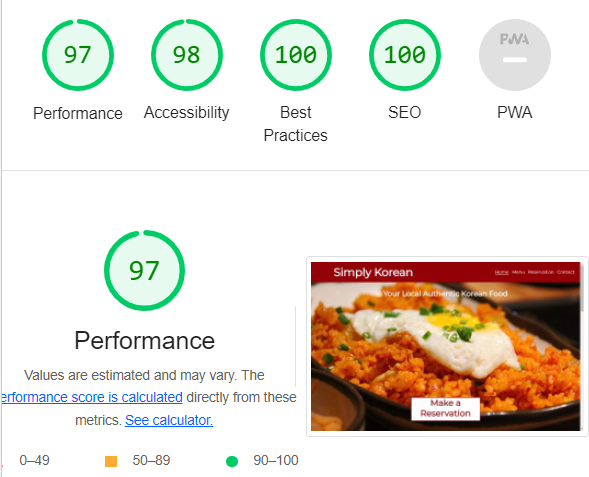 97
98
100
100
PWA
Performance
Accessibility
Best
Practices
SEO
PWA
97
Performance
Values are estimated and may vary. The
erformance score is calculated directly from these
metrics. See calculator.
0–49
50–89
90–100
Simply Korean
Home Menu Reservation Contact
Your Local Authentic Korean Food
Make a
Reservation